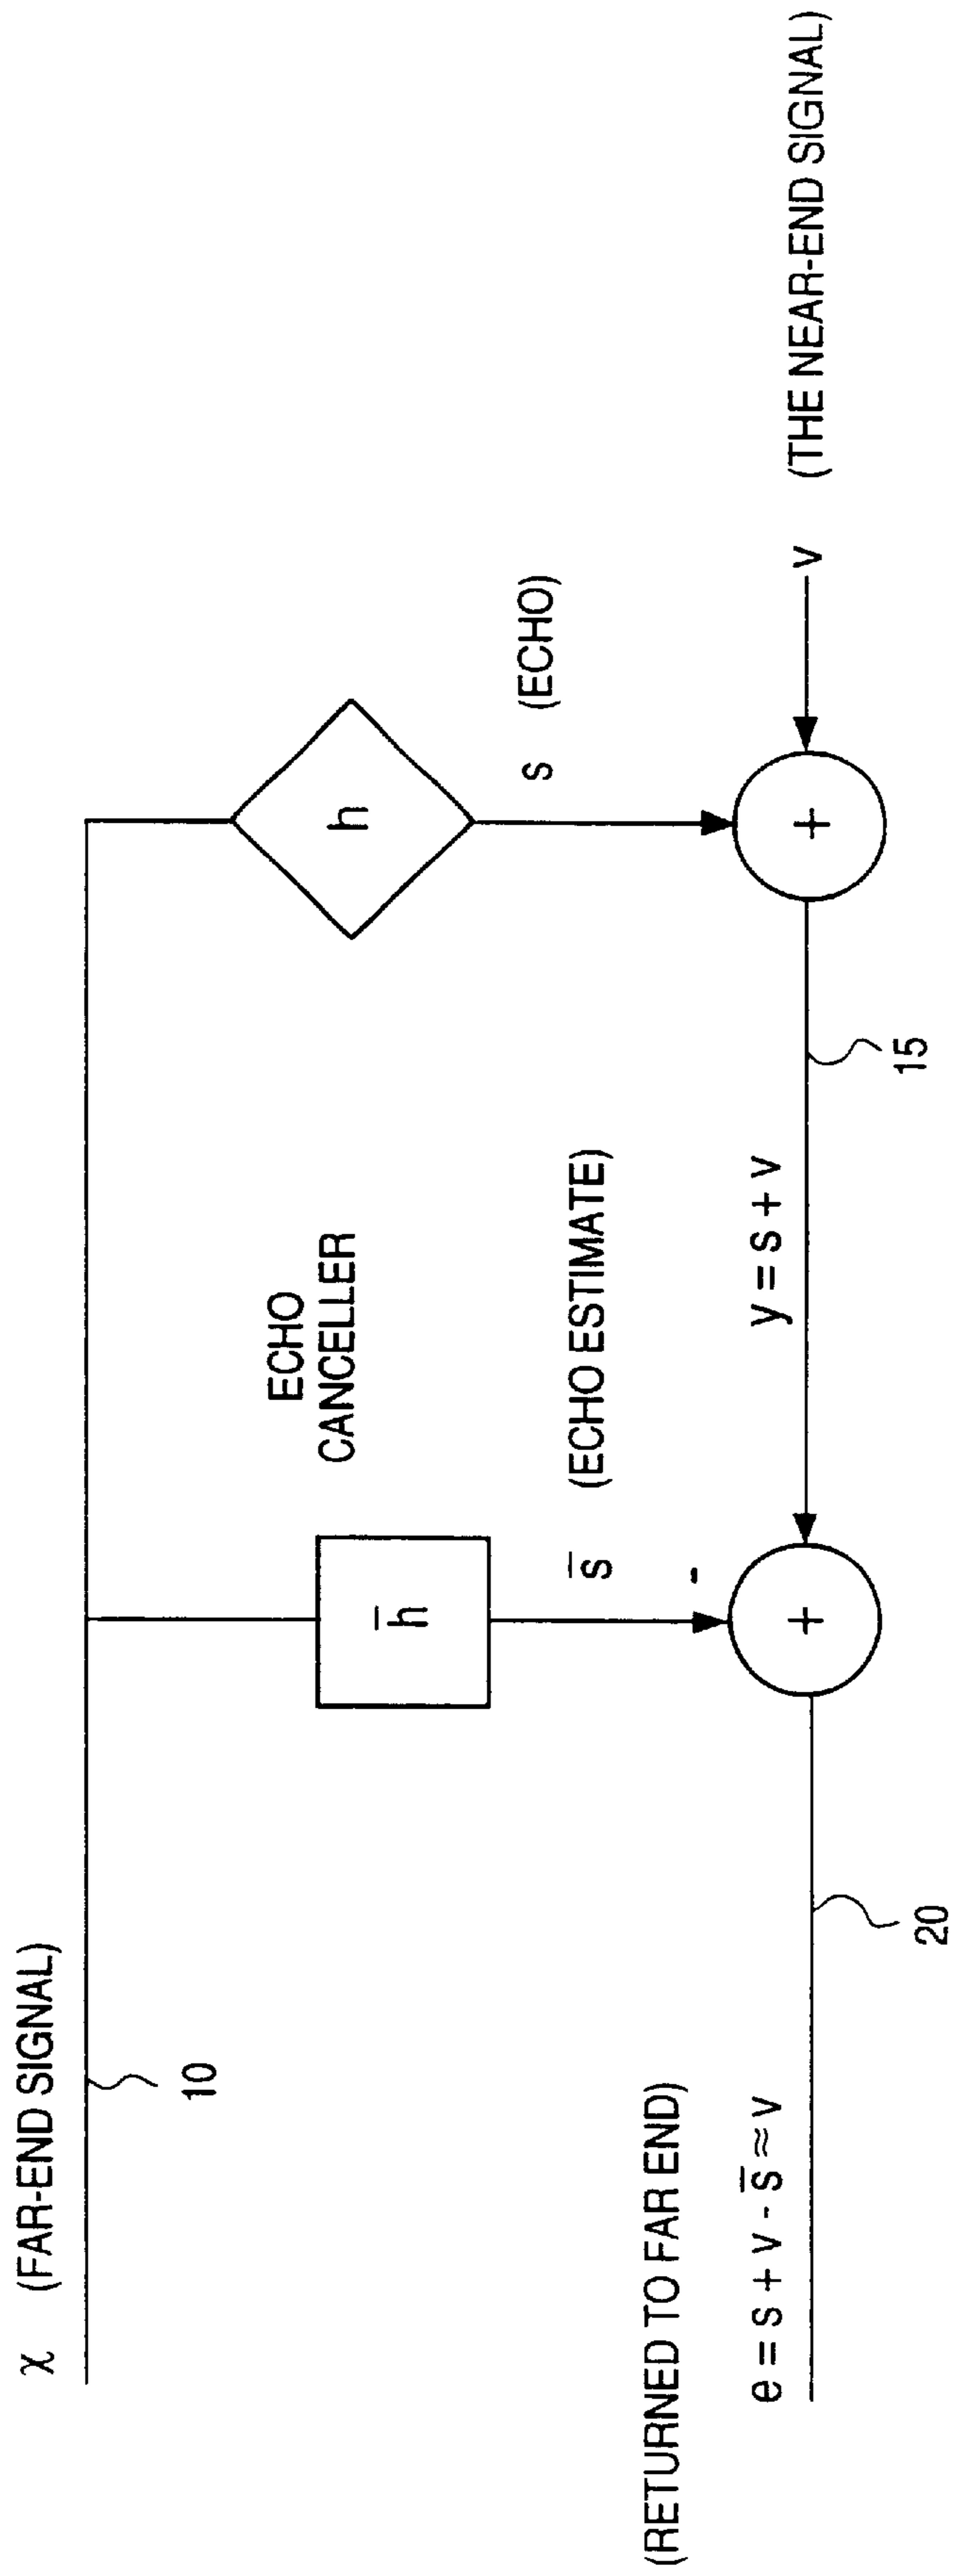 χ (FAR-END SIGNAL)
10
ECHO
CANCELLER
h̄
h
s̄ (ECHO ESTIMATE)
s (ECHO)
-
(RETURNED TO FAR END)
e = s + v - s̄ ≈ v
+
y = s + v
+
v (THE NEAR-END SIGNAL)
20
15